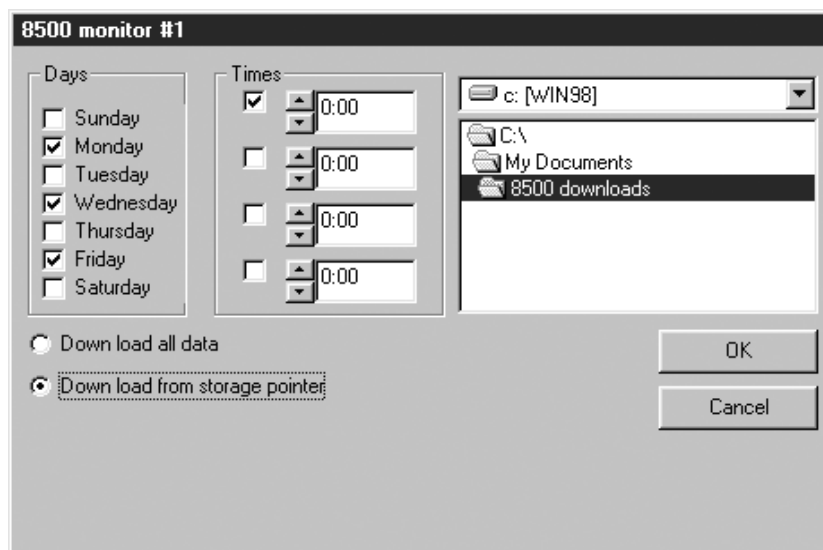 8500 monitor #1
Days
Sunday
Monday
Tuesday
Wednesday
Thursday
Friday
Saturday
Times
0:00
0:00
0:00
0:00
c: [WIN98]
C:\
My Documents
8500 downloads
Down load all data
Down load from storage pointer
OK
Cancel